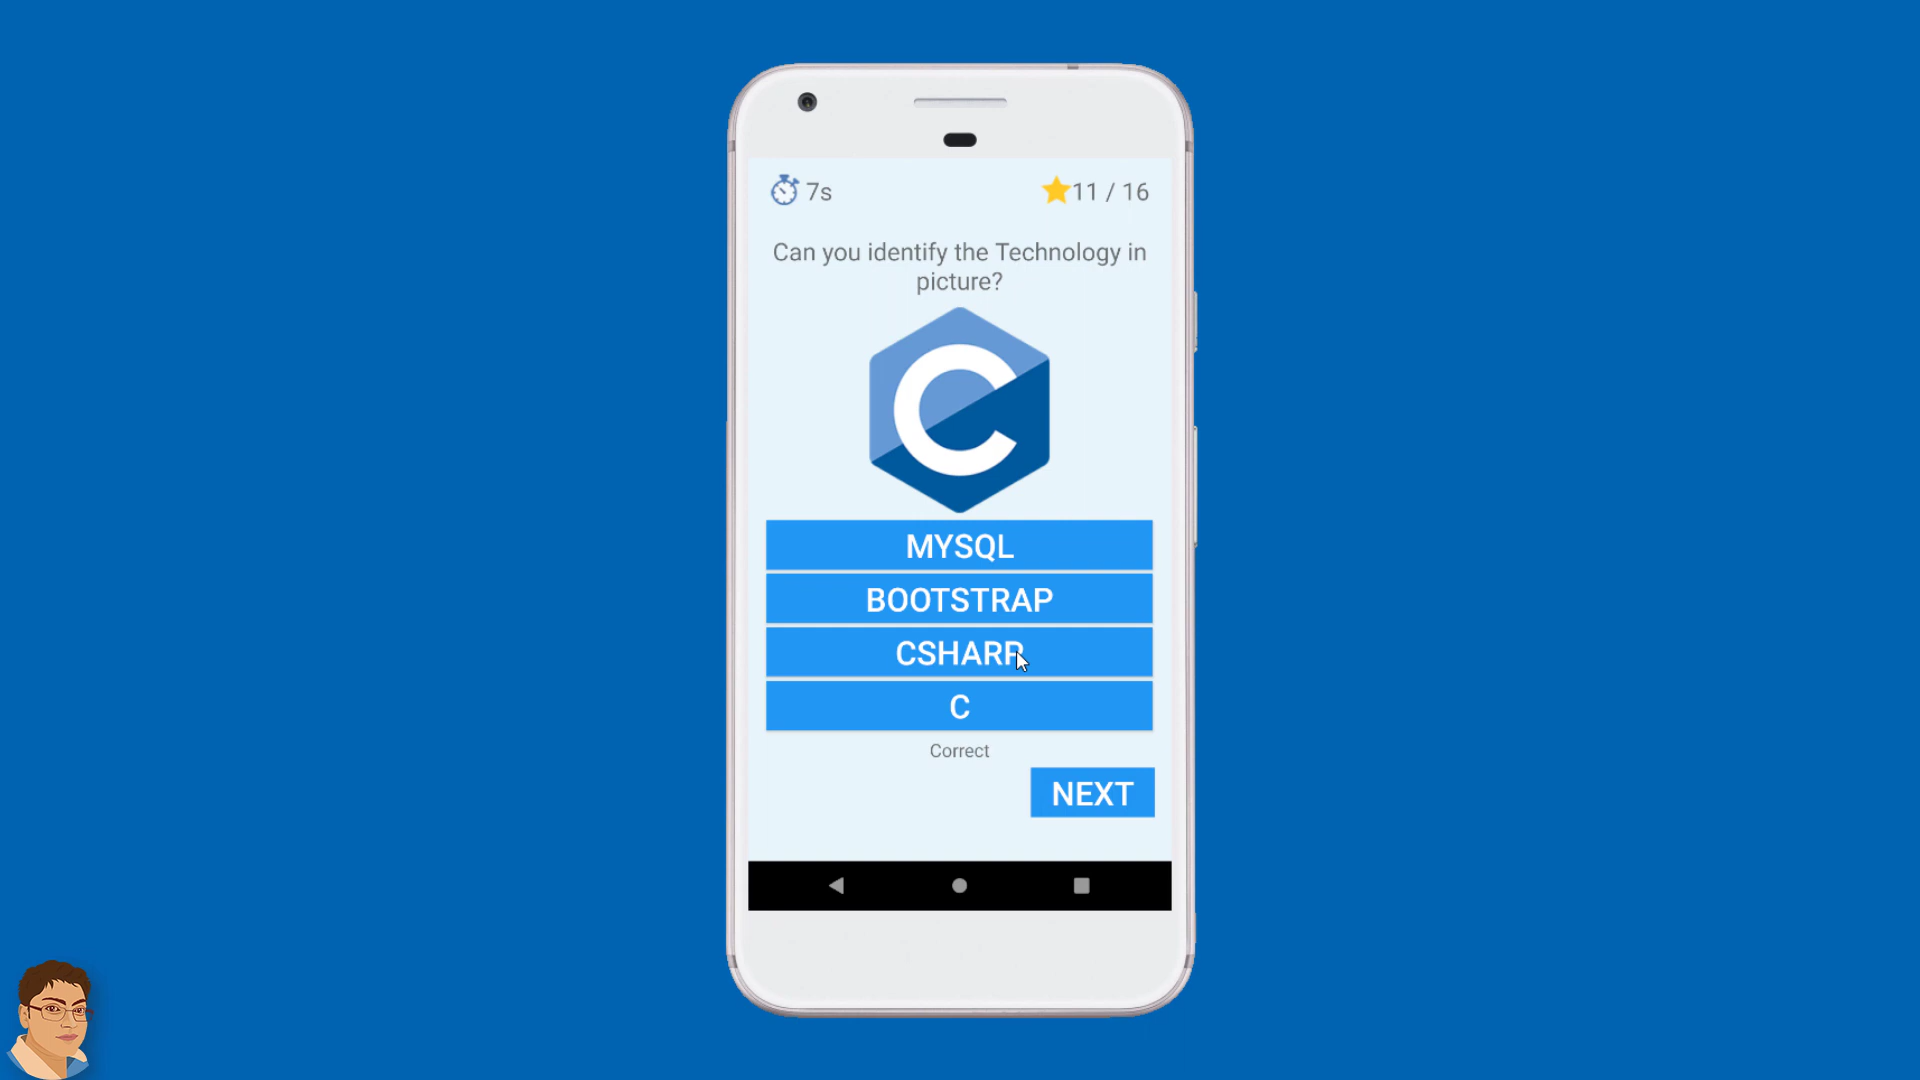 7s
11 / 16
Can you identify the Technology in
picture?
C
MYSQL
BOOTSTRAP
CSHARP
C
Correct
NEXT